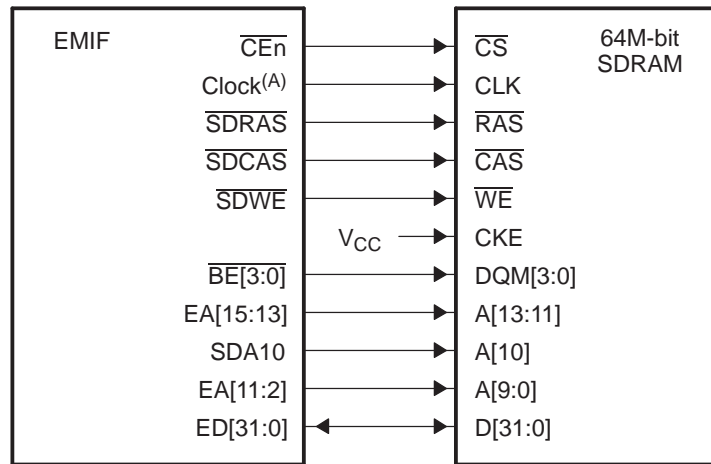 EMIF
64M-bit
SDRAM
CEn CS
Clock(A) CLK
SDRAS RAS
SDCAS CAS
SDWE WE
VCC CKE
BE[3:0] DQM[3:0]
EA[15:13] A[13:11]
SDA10 A[10]
EA[11:2] A[9:0]
ED[31:0] D[31:0]